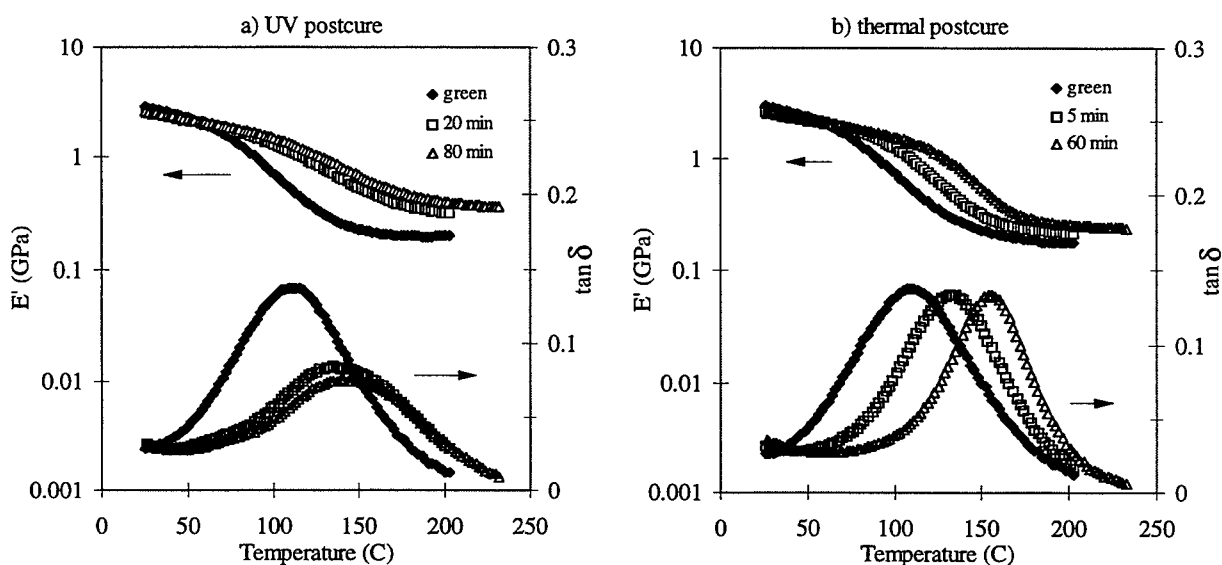 a) UV postcure
10
1
0.1
0.01
0.001
E' (GPa)
0.3
0.2
0.1
0
tan δ
green
20 min
80 min
0 50 100 150 200 250
Temperature (C)
b) thermal postcure
10
1
0.1
0.01
0.001
E' (GPa)
0.3
0.2
0.1
0
tan δ
green
5 min
60 min
0 50 100 150 200 250
Temperature (C)